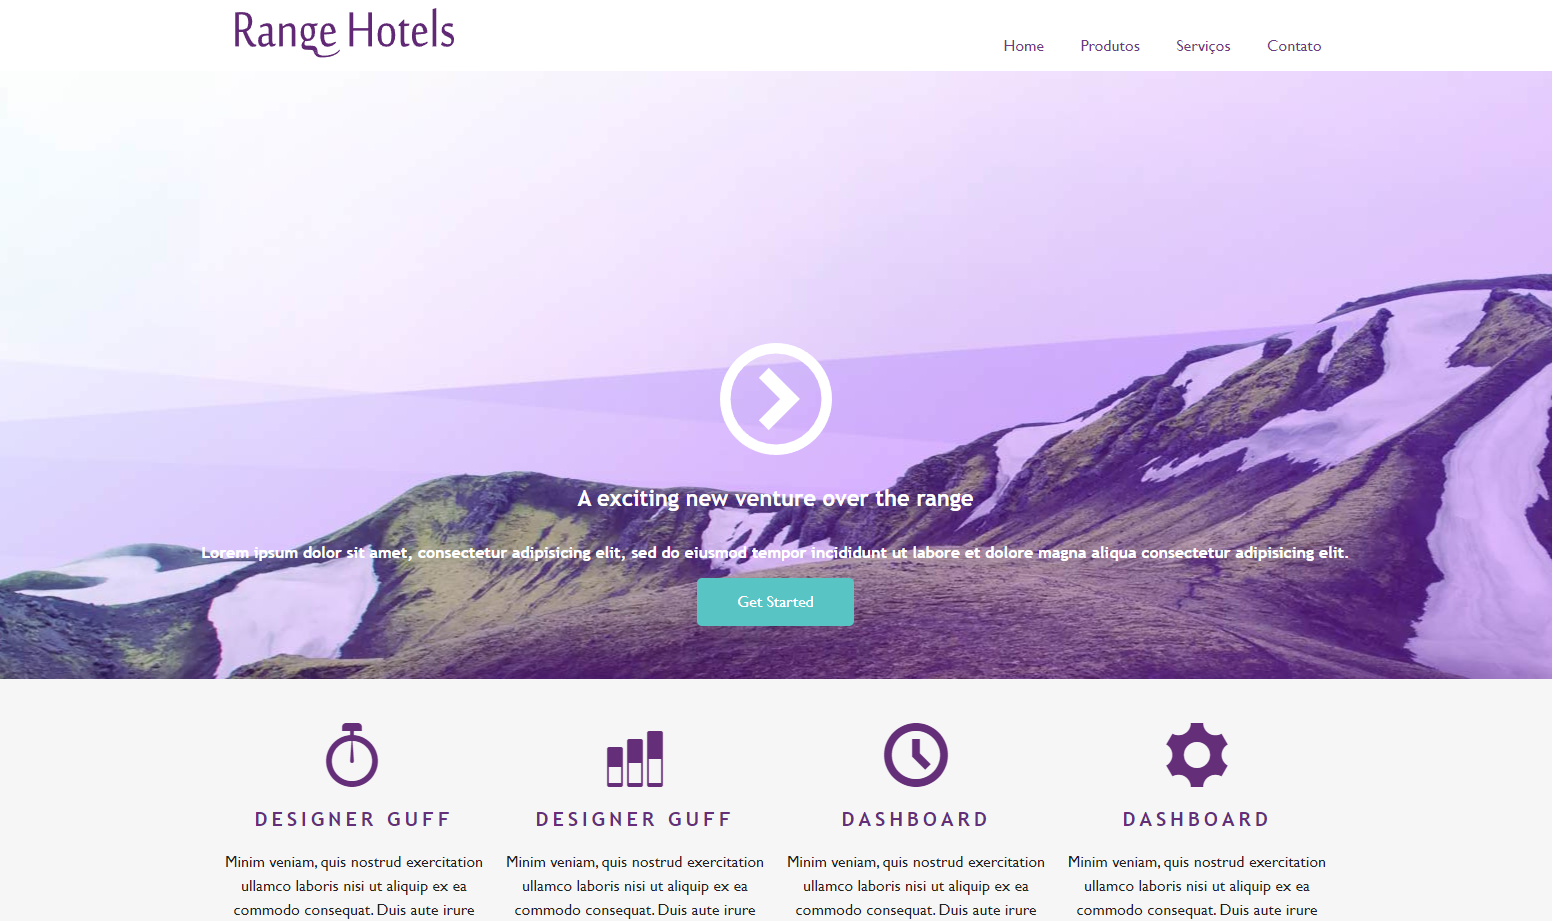 Range Hotels
Home Produtos Serviços Contato
A exciting new venture over the range
Lorem ipsum dolor sit amet, consectetur adipisicing elit, sed do eiusmod tempor incididunt ut labore et dolore magna aliqua consectetur adipisicing elit.
Get Started
DESIGNER GUFF
Minim veniam, quis nostrud exercitation
ullamco laboris nisi ut aliquip ex ea
commodo consequat. Duis aute irure
DESIGNER GUFF
Minim veniam, quis nostrud exercitation
ullamco laboris nisi ut aliquip ex ea
commodo consequat. Duis aute irure
DASHBOARD
Minim veniam, quis nostrud exercitation
ullamco laboris nisi ut aliquip ex ea
commodo consequat. Duis aute irure
DASHBOARD
Minim veniam, quis nostrud exercitation
ullamco laboris nisi ut aliquip ex ea
commodo consequat. Duis aute irure